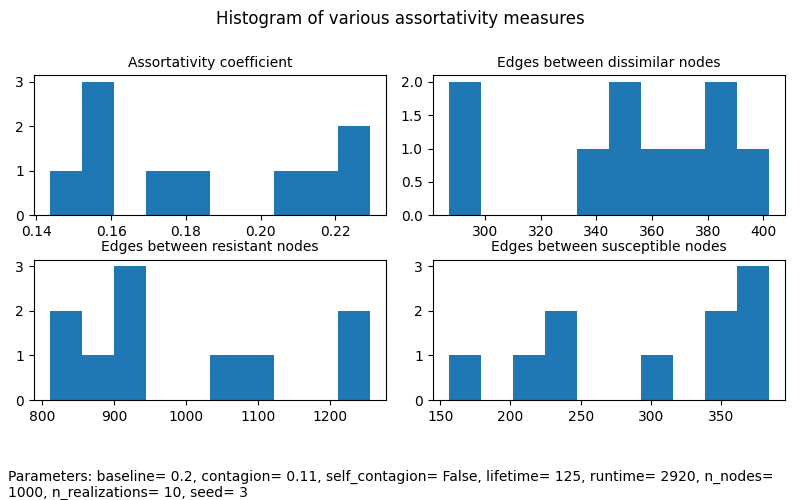 Histogram of various assortativity measures
Assortativity coefficient
Edges between dissimilar nodes
3
2
1
0
0.14 0.16 0.18 0.20 0.22
2.0
1.5
1.0
0.5
0.0
300 320 340 360 380 400
Edges between resistant nodes
Edges between susceptible nodes
3
2
1
0
800 900 1000 1100 1200
3
2
1
0
150 200 250 300 350
Parameters: baseline= 0.2, contagion= 0.11, self_contagion= False, lifetime= 125, runtime= 2920, n_nodes=
1000, n_realizations= 10, seed= 3